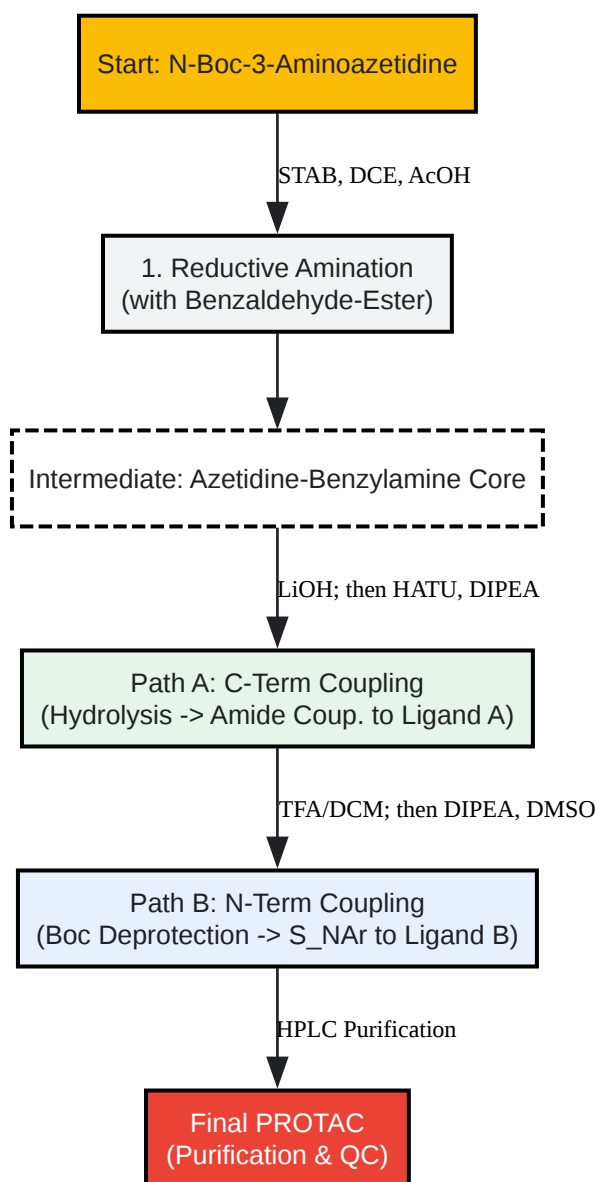 Start: N-Boc-3-Aminoazetidine
STAB, DCE, AcOH
1. Reductive Amination
(with Benzaldehyde-Ester)
Intermediate: Azetidine-Benzylamine Core
LiOH; then HATU, DIPEA
Path A: C-Term Coupling
(Hydrolysis -> Amide Coup. to Ligand A)
TFA/DCM; then DIPEA, DMSO
Path B: N-Term Coupling
(Boc Deprotection -> S_NAr to Ligand B)
HPLC Purification
Final PROTAC
(Purification & QC)